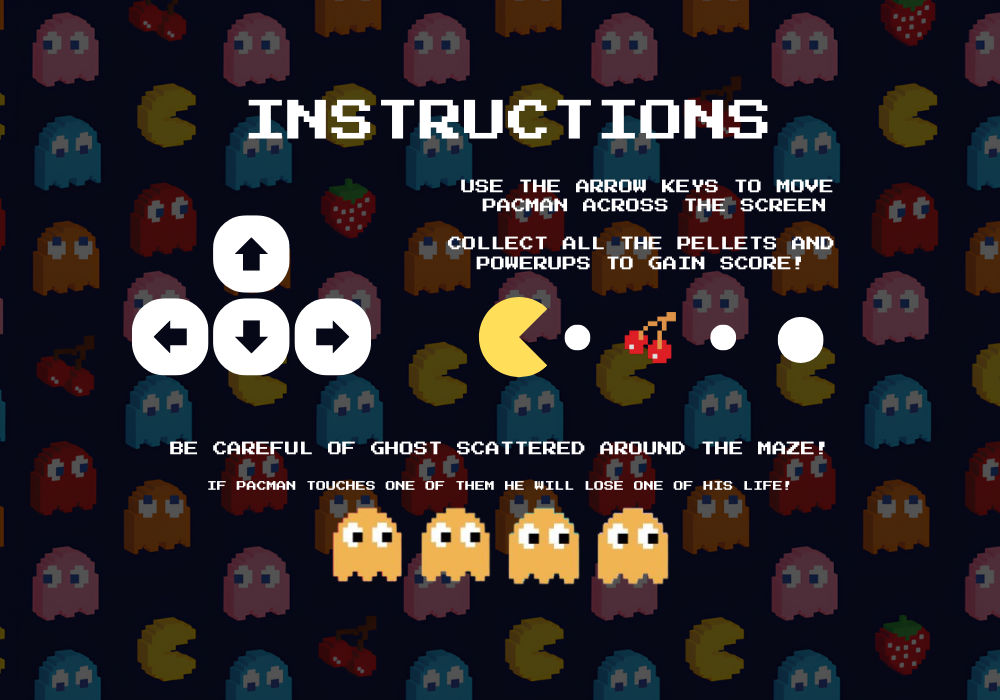 INSTRUCTIONS
USE THE ARROW KEYS TO MOVE
PACMAN ACROSS THE SCREEN
COLLECT ALL THE PELLETS AND
POWERUPS TO GAIN SCORE!
BE CAREFUL OF GHOST SCATTERED AROUND THE MAZE!
IF PACMAN TOUCHES ONE OF THEM HE WILL LOSE ONE OF HIS LIFE!